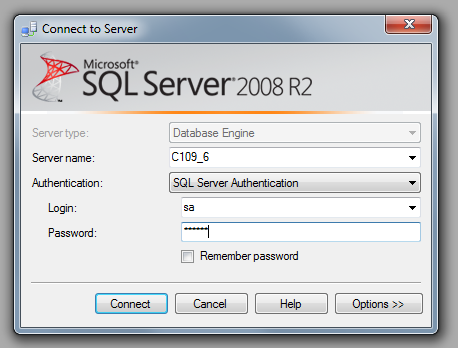 Connect to Server
Microsoft®
SQL Server® 2008 R2
Server type: Database Engine
Server name: C109_6
Authentication: SQL Server Authentication
Login: sa
Password: ******
Remember password
Connect Cancel Help Options >>